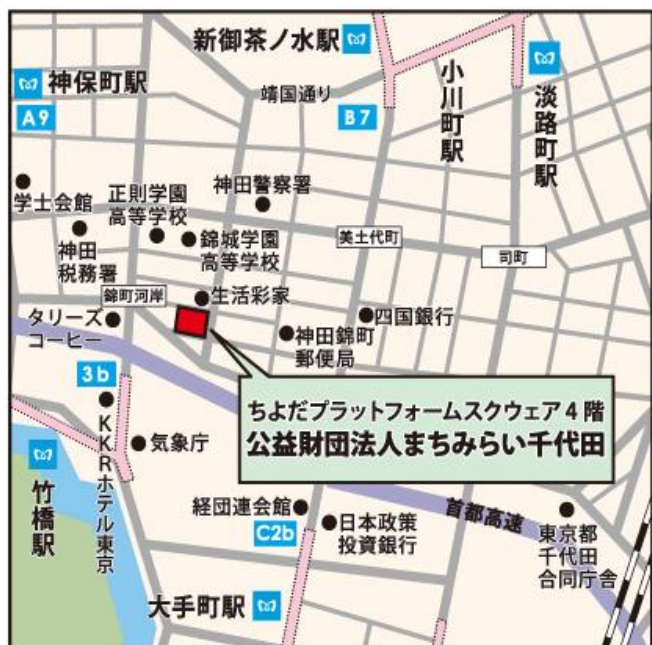 新御茶ノ水駅
神保町駅
A9
靖国通り
B7
小川町駅
淡路町駅
学士会館
正則学園
高等学校
神田警察署
神田
税務署
錦城学園
高等学校
美土代町
司町
錦町河岸
生活彩家
タリーズ
コーヒー
四国銀行
神田錦町
郵便局
3b
ちよだプラットフォームスクウェア4階
公益財団法人まちみらい千代田
KKRホテル東京
気象庁
竹橋駅
経団連会館
C2b
日本政策
投資銀行
首都高速
東京都
千代田
合同庁舎
大手町駅